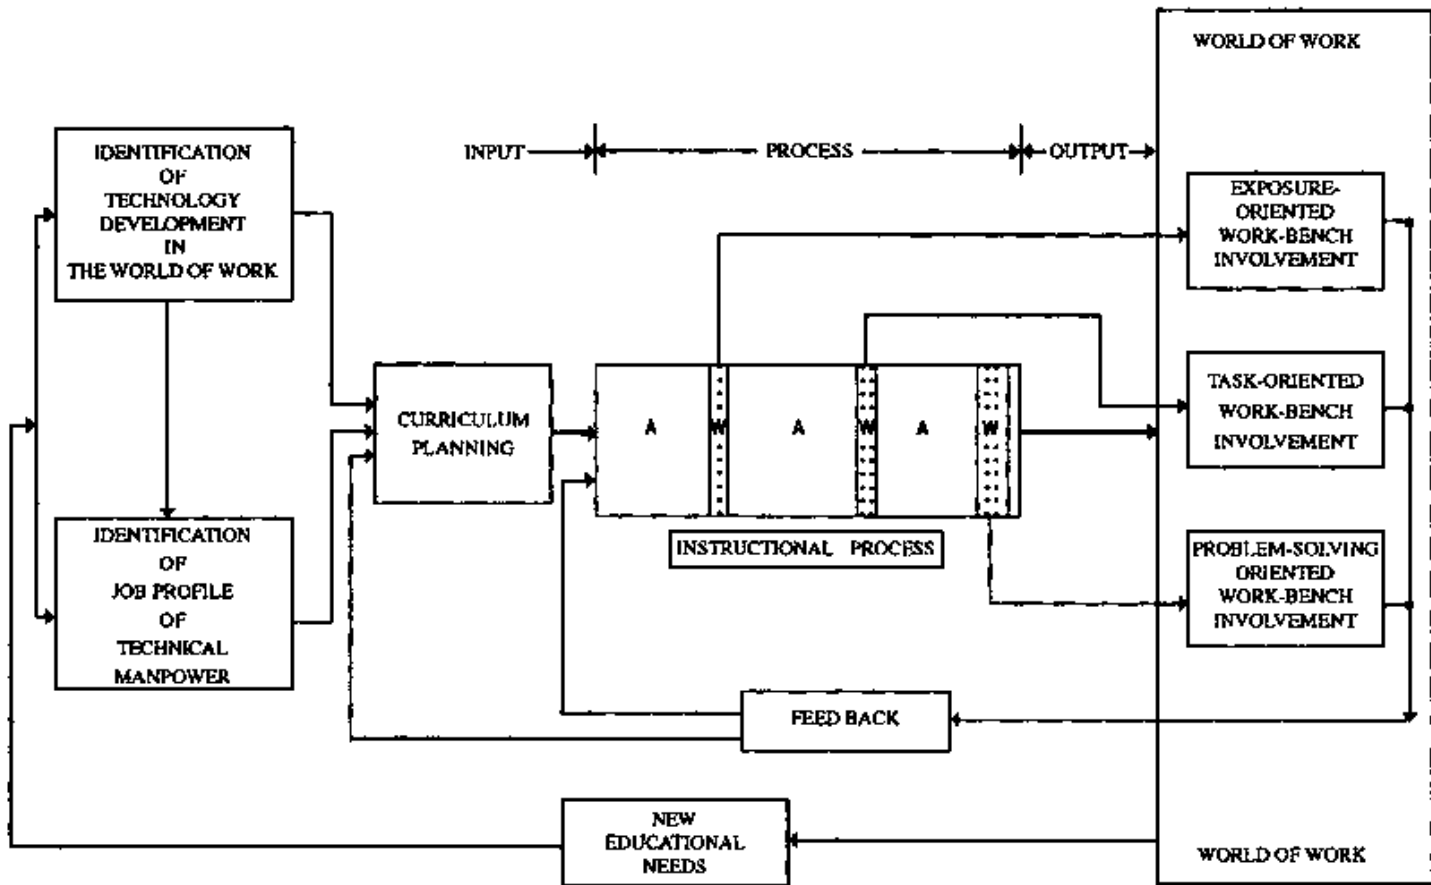 WORLD OF WORK
INPUT
PROCESS
OUTPUT
IDENTIFICATION
OF
TECHNOLOGY
DEVELOPMENT
IN
THE WORLD OF WORK
EXPOSURE-
ORIENTED
WORK-BENCH
INVOLVEMENT
CURRICULUM
PLANNING
A
W
A
W
A
W
TASK-ORIENTED
WORK-BENCH
INVOLVEMENT
INSTRUCTIONAL PROCESS
IDENTIFICATION
OF
JOB PROFILE
OF
TECHNICAL
MANPOWER
PROBLEM-SOLVING
ORIENTED
WORK-BENCH
INVOLVEMENT
FEED BACK
NEW
EDUCATIONAL
NEEDS
WORLD OF WORK